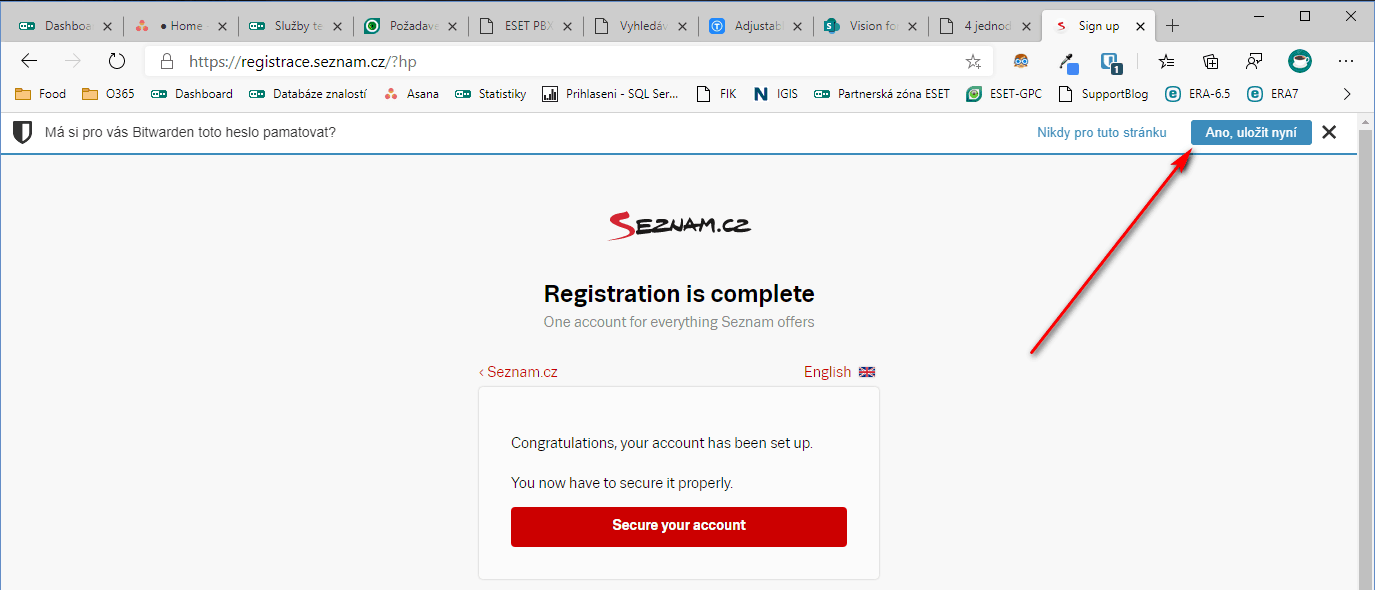 Dashboa
• Home
Služby te
Požadave
ESET PBX
Vyhledáv
Adjustabl
Vision fo
4 jednod
Sign up
https://registrace.seznam.cz/?hp
1
Food
O365
Dashboard
Databáze znalostí
Asana
Statistiky
Prihlaseni - SQL Ser...
FIK
IGIS
Partnerská zóna ESET
ESET-GPC
SupportBlog
ERA-6.5
ERA7
Má si pro vás Bitwarden toto heslo pamatovat?
Nikdy pro tuto stránku
Ano, uložit nyní
SEZNAM.CZ
Registration is complete
One account for everything Seznam offers
‹ Seznam.cz
English
Congratulations, your account has been set up.
You now have to secure it properly.
Secure your account